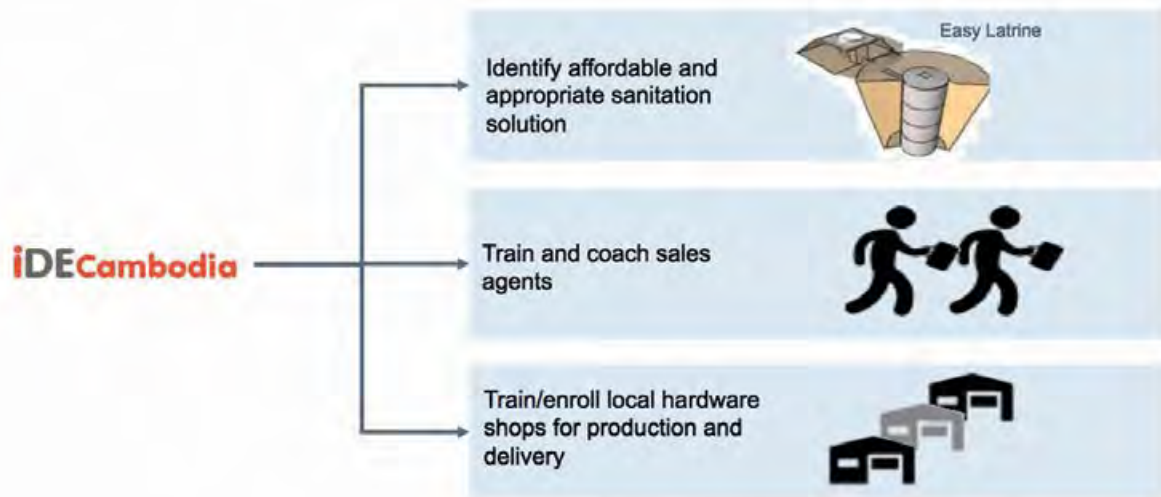 Easy Latrine
Identify affordable and
appropriate sanitation
solution
iDECambodia
Train and coach sales
agents
Train/enroll local hardware
shops for production and
delivery